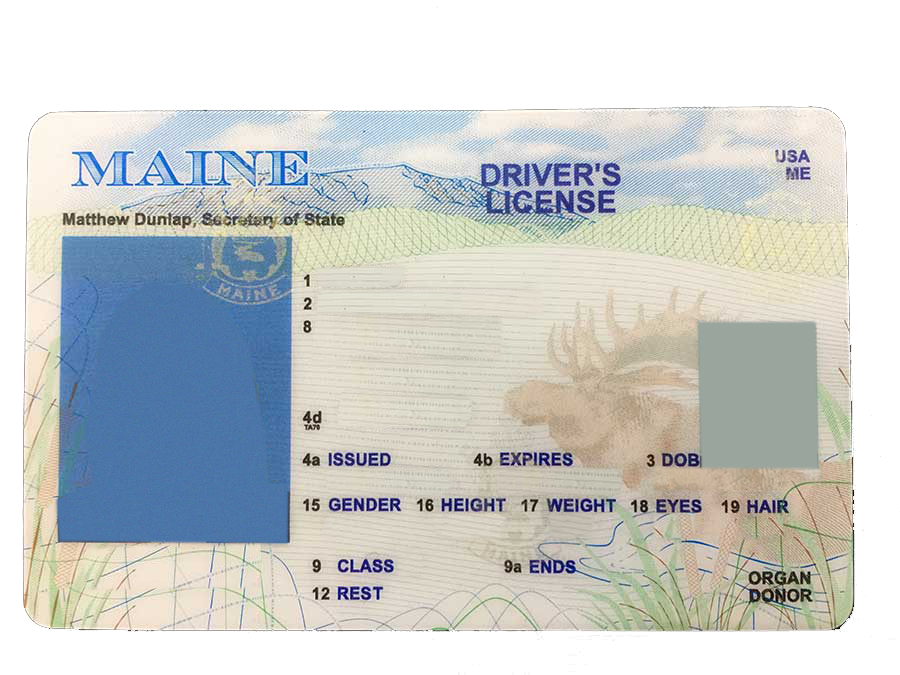 MAINE
DRIVER'S
LICENSE
USA
ME
Matthew Dunlap, Secretary of State
MAINE
1
2
8
4d
TA70
4a ISSUED 4b EXPIRES 3 DOB
15 GENDER 16 HEIGHT 17 WEIGHT 18 EYES 19 HAIR
MAINE
9 CLASS 9a ENDS
12 REST
ORGAN
DONOR